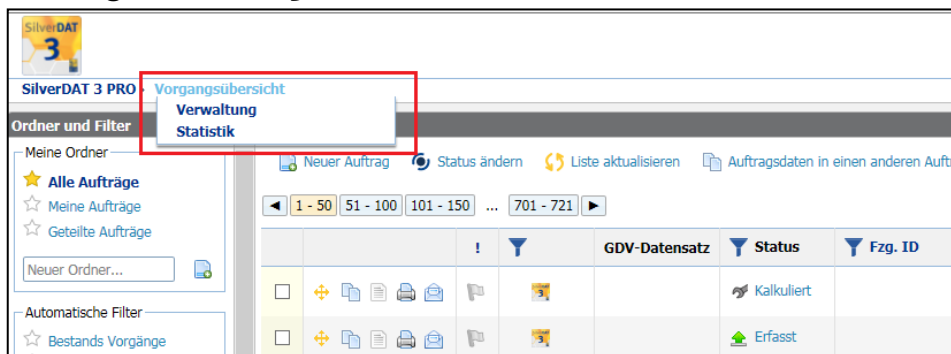 SilverDAT
3
SilverDAT 3 PRO Vorgangsübersicht
Verwaltung
Statistik
Ordner und Filter
Meine Ordner
Alle Aufträge
Meine Aufträge
Geteilte Aufträge
Neuer Ordner...
Automatische Filter
Bestands Vorgänge
Neuer Auftrag Status ändern Liste aktualisieren Auftragsdaten in einen anderen Auft
1 - 50 51 - 100 101 - 150 ... 701 - 721
! GDV-Datensatz Status Fzg. ID
3 Kalkuliert
3 Erfasst